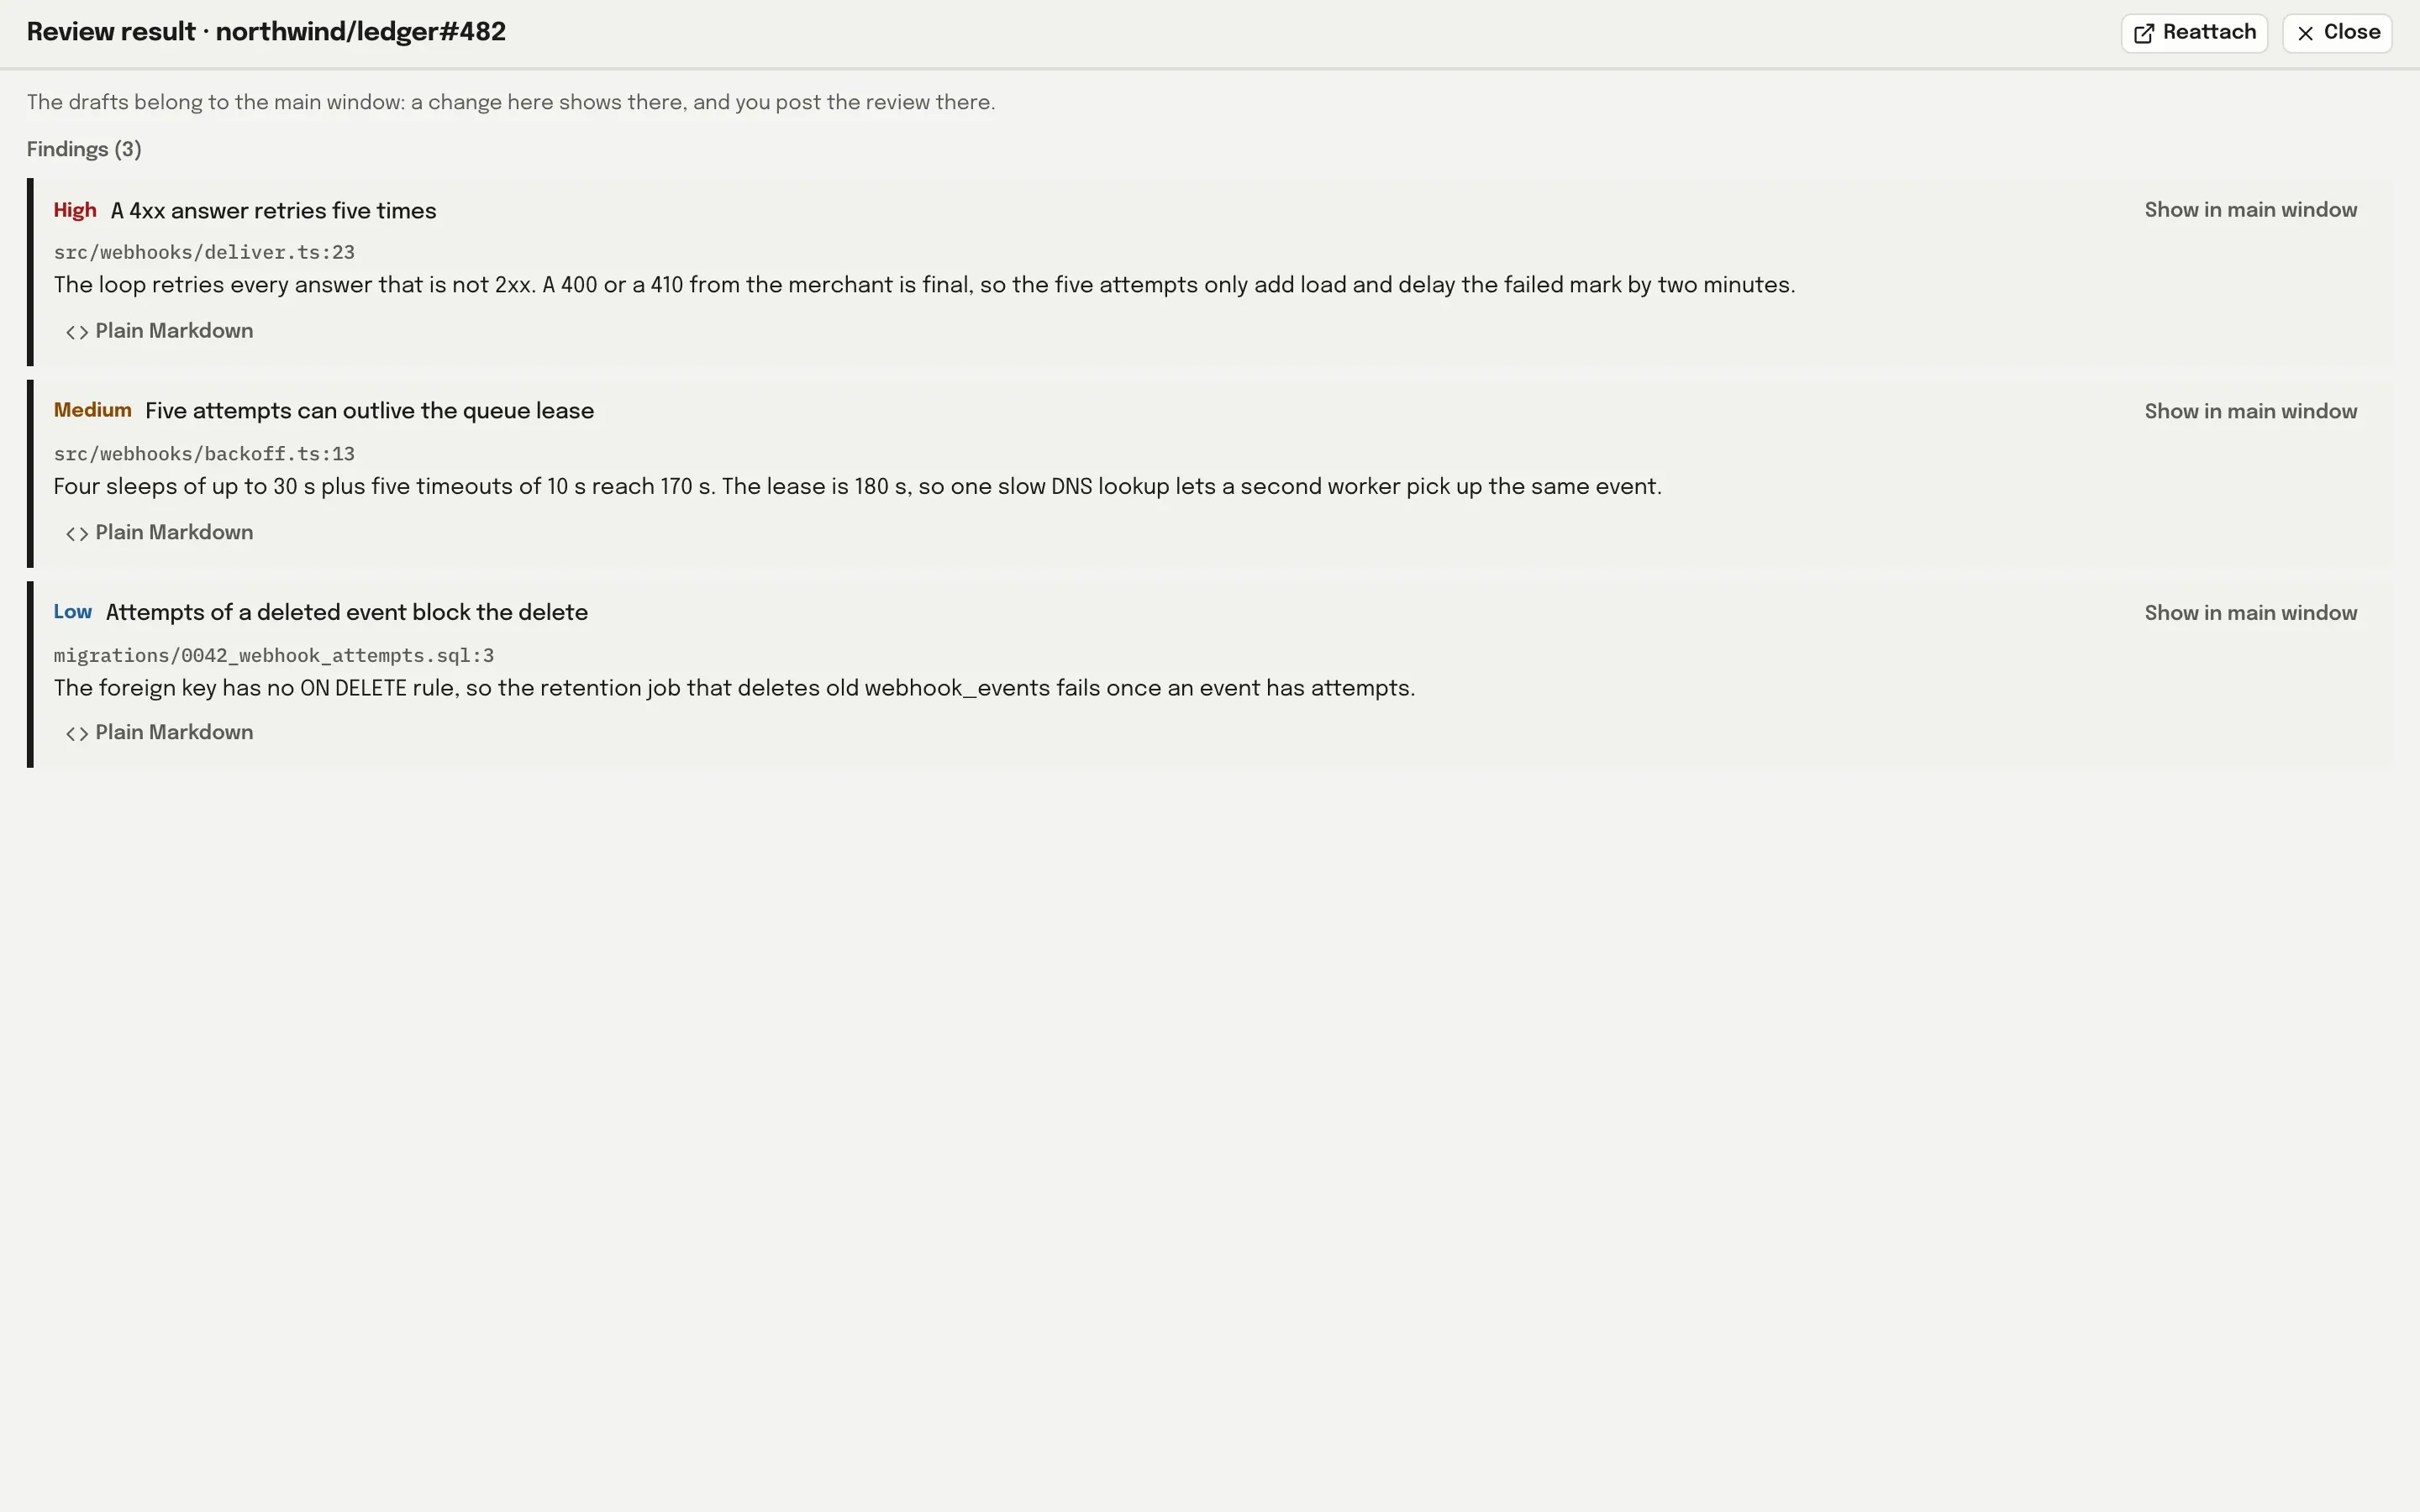 Review result · northwind/ledger#482
Reattach
Close
The drafts belong to the main window: a change here shows there, and you post the review there.
Findings (3)
High A 4xx answer retries five times
Show in main window
src/webhooks/deliver.ts:23
The loop retries every answer that is not 2xx. A 400 or a 410 from the merchant is final, so the five attempts only add load and delay the failed mark by two minutes.
Plain Markdown
Medium Five attempts can outlive the queue lease
Show in main window
src/webhooks/backoff.ts:13
Four sleeps of up to 30 s plus five timeouts of 10 s reach 170 s. The lease is 180 s, so one slow DNS lookup lets a second worker pick up the same event.
Plain Markdown
Low Attempts of a deleted event block the delete
Show in main window
migrations/0042_webhook_attempts.sql:3
The foreign key has no ON DELETE rule, so the retention job that deletes old webhook_events fails once an event has attempts.
Plain Markdown